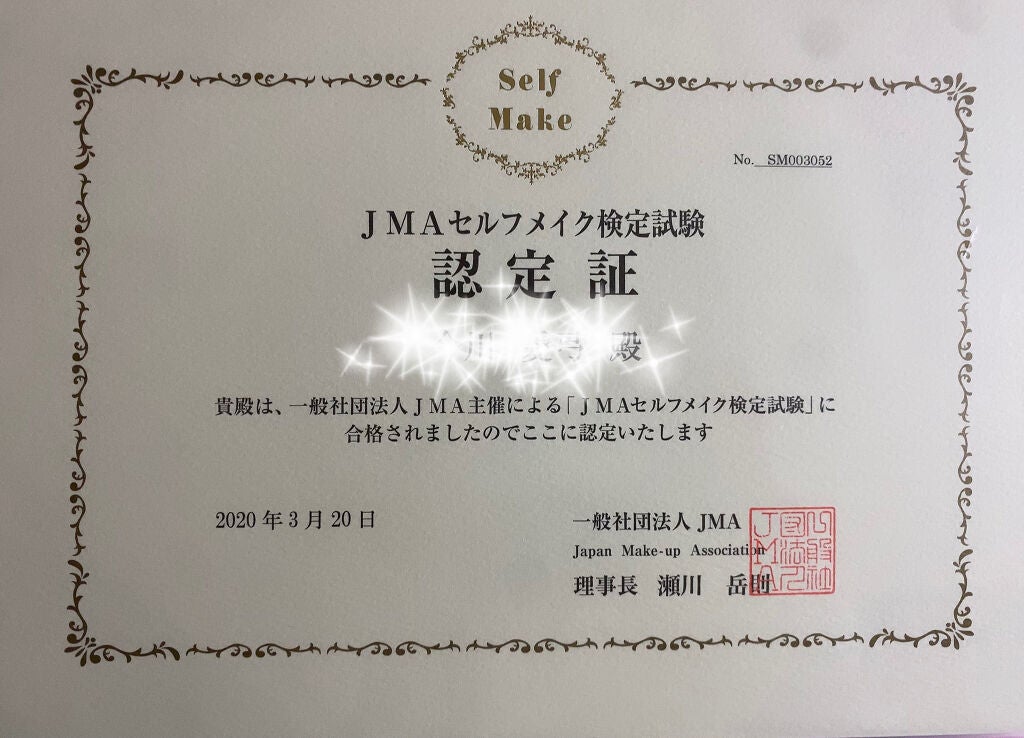 Self
Make
No. SM003052
JMAセルフメイク検定試験
認定証
殿
貴殿は、一般社団法人JMA主催による「JMAセルフメイク検定試験」に
合格されましたのでここに認定いたします
2020年3月20日
一般社団法人 JMA
Japan Make-up Association
理事長 瀬川 岳則